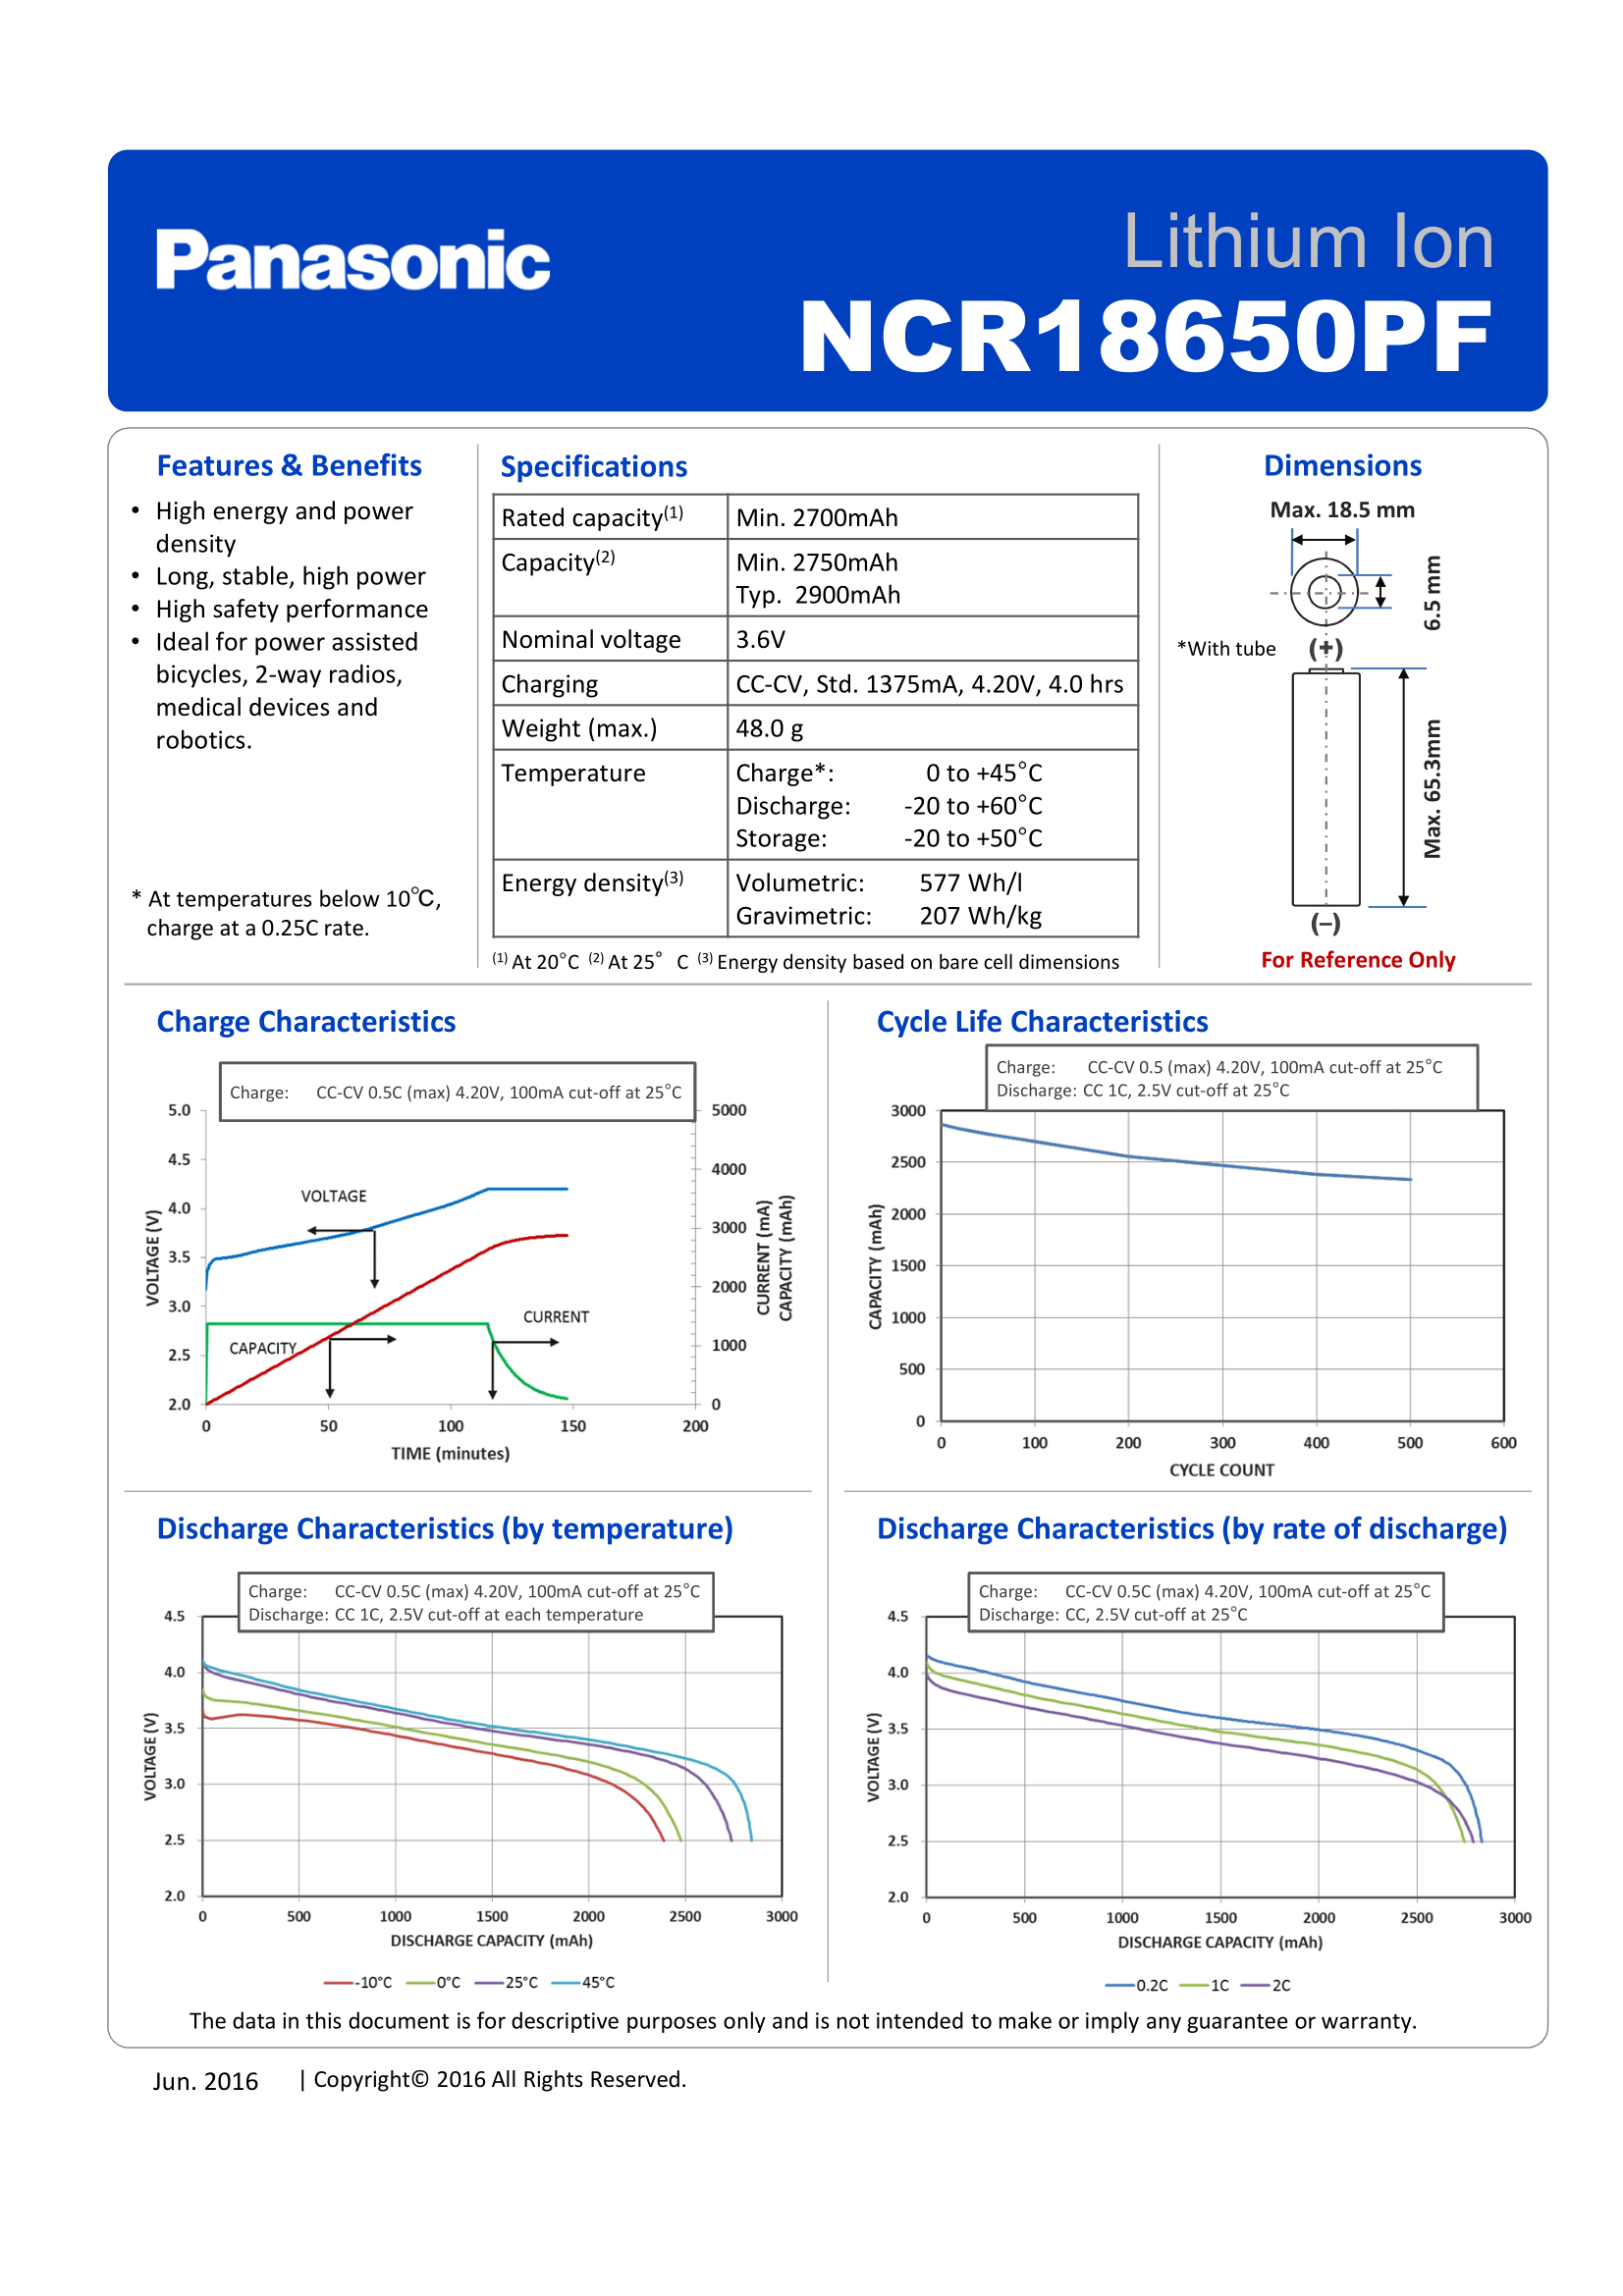 Panasonic
Lithium Ion
NCR18650PF
Features & Benefits
• High energy and power
density
• Long, stable, high power
• High safety performance
• Ideal for power assisted
bicycles, 2-way radios,
medical devices and
robotics.
* At temperatures below 10℃,
charge at a 0.25C rate.
Specifications
Rated capacity(1) Min. 2700mAh
Capacity(2) Min. 2750mAh
Typ. 2900mAh
Nominal voltage 3.6V
Charging CC-CV, Std. 1375mA, 4.20V, 4.0 hrs
Weight (max.) 48.0 g
Temperature Charge*: 0 to +45°C
Discharge: -20 to +60°C
Storage: -20 to +50°C
Energy density(3) Volumetric: 577 Wh/l
Gravimetric: 207 Wh/kg
(1) At 20°C (2) At 25° C (3) Energy density based on bare cell dimensions
Dimensions
Max. 18.5 mm
6.5 mm
*With tube
(+)
Max. 65.3mm
(–)
For Reference Only
Charge Characteristics
Charge: CC-CV 0.5C (max) 4.20V, 100mA cut-off at 25°C
5.0
4.5
4.0
3.5
3.0
2.5
2.0
VOLTAGE (V)
VOLTAGE
CURRENT
CAPACITY
5000
4000
3000
2000
1000
0
CURRENT (mA)
CAPACITY (mAh)
0 50 100 150 200
TIME (minutes)
Cycle Life Characteristics
Charge: CC-CV 0.5 (max) 4.20V, 100mA cut-off at 25°C
Discharge: CC 1C, 2.5V cut-off at 25°C
3000
2500
2000
1500
1000
500
0
CAPACITY (mAh)
0 100 200 300 400 500 600
CYCLE COUNT
Discharge Characteristics (by temperature)
Charge: CC-CV 0.5C (max) 4.20V, 100mA cut-off at 25°C
Discharge: CC 1C, 2.5V cut-off at each temperature
4.5
4.0
3.5
3.0
2.5
2.0
VOLTAGE (V)
0 500 1000 1500 2000 2500 3000
DISCHARGE CAPACITY (mAh)
-10°C 0°C 25°C 45°C
Discharge Characteristics (by rate of discharge)
Charge: CC-CV 0.5C (max) 4.20V, 100mA cut-off at 25°C
Discharge: CC, 2.5V cut-off at 25°C
4.5
4.0
3.5
3.0
2.5
2.0
VOLTAGE (V)
0 500 1000 1500 2000 2500 3000
DISCHARGE CAPACITY (mAh)
0.2C 1C 2C
The data in this document is for descriptive purposes only and is not intended to make or imply any guarantee or warranty.
Jun. 2016 | Copyright© 2016 All Rights Reserved.